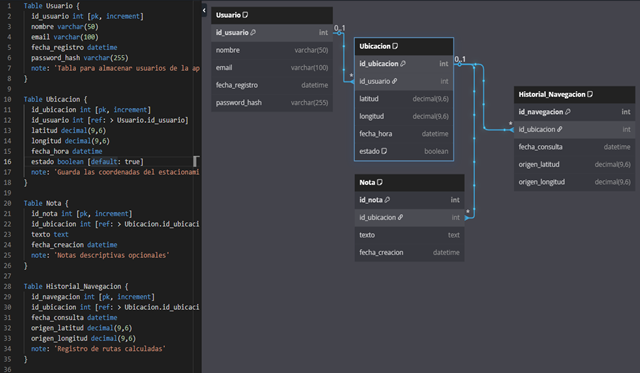 1 Table Usuario {
2 id_usuario int [pk, increment]
3 nombre varchar(50)
4 email varchar(100)
5 fecha_registro datetime
6 password_hash varchar(255)
7 note: 'Tabla para almacenar usuarios de la ap
8 }
9
10 Table Ubicacion {
11 id_ubicacion int [pk, increment]
12 id_usuario int [ref: > Usuario.id_usuario]
13 latitud decimal(9,6)
14 longitud decimal(9,6)
15 fecha_hora datetime
16 estado boolean [default: true]
17 note: 'Guarda las coordenadas del estacionami
18 }
19
20 Table Nota {
21 id_nota int [pk, increment]
22 id_ubicacion int [ref: > Ubicacion.id_ubicaci
23 texto text
24 fecha_creacion datetime
25 note: 'Notas descriptivas opcionales'
26 }
27
28 Table Historial_Navegacion {
29 id_navegacion int [pk, increment]
30 id_ubicacion int [ref: > Ubicacion.id_ubicaci
31 fecha_consulta datetime
32 origen_latitud decimal(9,6)
33 origen_longitud decimal(9,6)
34 note: 'Registro de rutas calculadas'
35 }
36
Usuario
id_usuario int
nombre varchar(50)
email varchar(100)
fecha_registro datetime
password_hash varchar(255)
0..1
*
Ubicacion
id_ubicacion int
id_usuario int
latitud decimal(9,6)
longitud decimal(9,6)
fecha_hora datetime
estado boolean
0..1
*
Historial_Navegacion
id_navegacion int
id_ubicacion int
fecha_consulta datetime
origen_latitud decimal(9,6)
origen_longitud decimal(9,6)
Nota
id_nota int
id_ubicacion int
texto text
fecha_creacion datetime
*